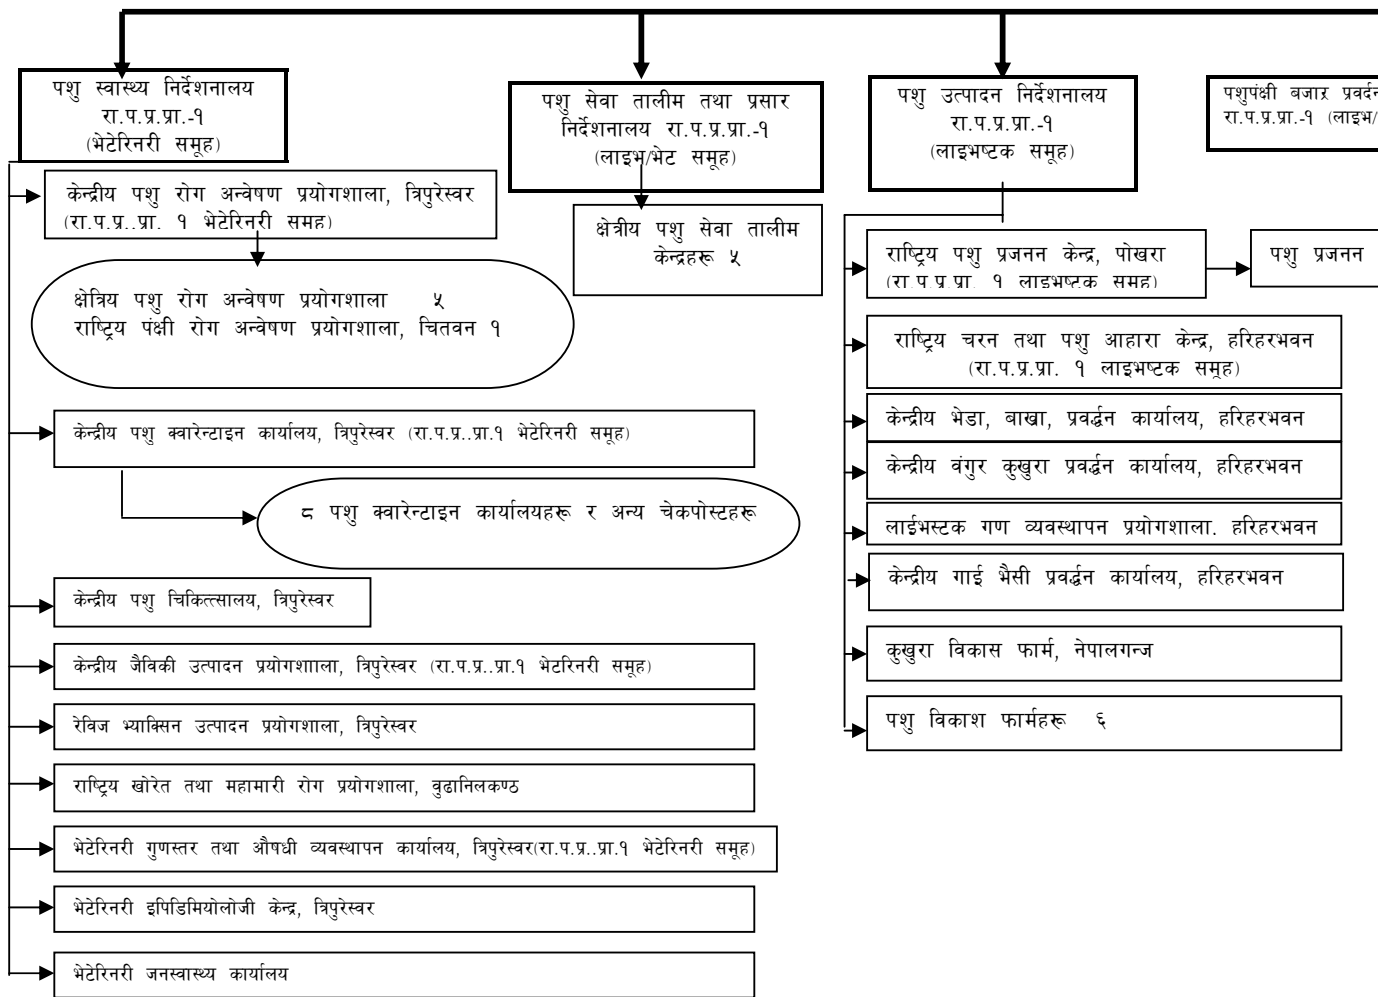 पशु स्वास्थ्य निर्देशनालय
रा.प.प्र.प्रा.-१
(भेटेरिनरी समूह)
केन्द्रीय पशु रोग अन्वेषण प्रयोगशाला, त्रिपुरेस्वर
(रा.प.प्र..प्रा. १ भेटेरिनरी समूह)
क्षेत्रिय पशु रोग अन्वेषण प्रयोगशाला ५
राष्ट्रिय पंक्षी रोग अन्वेषण प्रयोगशाला, चितवन १
केन्द्रीय पशु क्वारेन्टाइन कार्यालय, त्रिपुरेस्वर (रा.प.प्र..प्रा.१ भेटेरिनरी समूह)
८ पशु क्वारेन्टाइन कार्यालयहरू र अन्य चेकपोस्टहरू
केन्द्रीय पशु चिकित्त्सालय, त्रिपुरेस्वर
केन्द्रीय जैविकी उत्पादन प्रयोगशााला, त्रिपुरेस्वर (रा.प.प्र..प्रा.१ भेटरिनरी समूह)
रेविज भ्याक्सिन उत्पादन प्रयोगशाला, त्रिपुरेस्वर
राष्ट्रिय खोरेत तथा महामारी रोग प्रयोगशाला, वुढानिलकण्ठ
भेटेरिनरी गुणस्तर तथा औषधी व्यवस्थापन कार्यालय, त्रिपुरेस्वर(रा.प.प्र..प्रा.१ भेटेरिनरी समूह)
भेटेरिनरी इपिडिमियोलोजी केन्द्र, त्रिपुरेस्वर
भेटेरिनरी जनस्वास्थ्य कार्यालय
पशु सेवा तालीम तथा प्रसार
निर्देशनालय रा.प.प्र.प्रा.-१
(लाइभ/भेट समूह)
क्षेत्रीय पशु सेवा तालीम
केन्द्रहरू ५
पशु उत्पादन निर्देशनालय
रा.प.प्र.प्रा.-१
(लाइभष्टक समूह)
राष्ट्रिय पशु प्रजनन केन्द्र, पोखरा
(रा.प.प्र.प्रा. १ लाइभष्टक समूह)
पशु प्रजनन
राष्ट्रिय चरन तथा पशु आहारा केन्द्र, हरिहरभवन
(रा.प.प्र.प्रा. १ लाइभष्टक समूह)
केन्द्रीय भेडा, बाखा, प्रवर्द्धन कार्यालय, हरिहरभवन
केन्द्रीय वंगुर कुखुरा प्रवर्द्धन कार्यालय, हरिहरभवन
लाईभस्टक गण व्यवस्थापन प्रयोगशाला. हरिहरभवन
केन्द्रीय गाई भैसी प्रवर्द्धन कार्यालय, हरिहरभवन
कुखुरा विकास फार्म, नेपालगन्ज
पशु विकाश फार्महरू ६
पशुपंक्षी बजार प्रवर्दन
रा.प.प्र.प्रा.-१ (लाइभ/